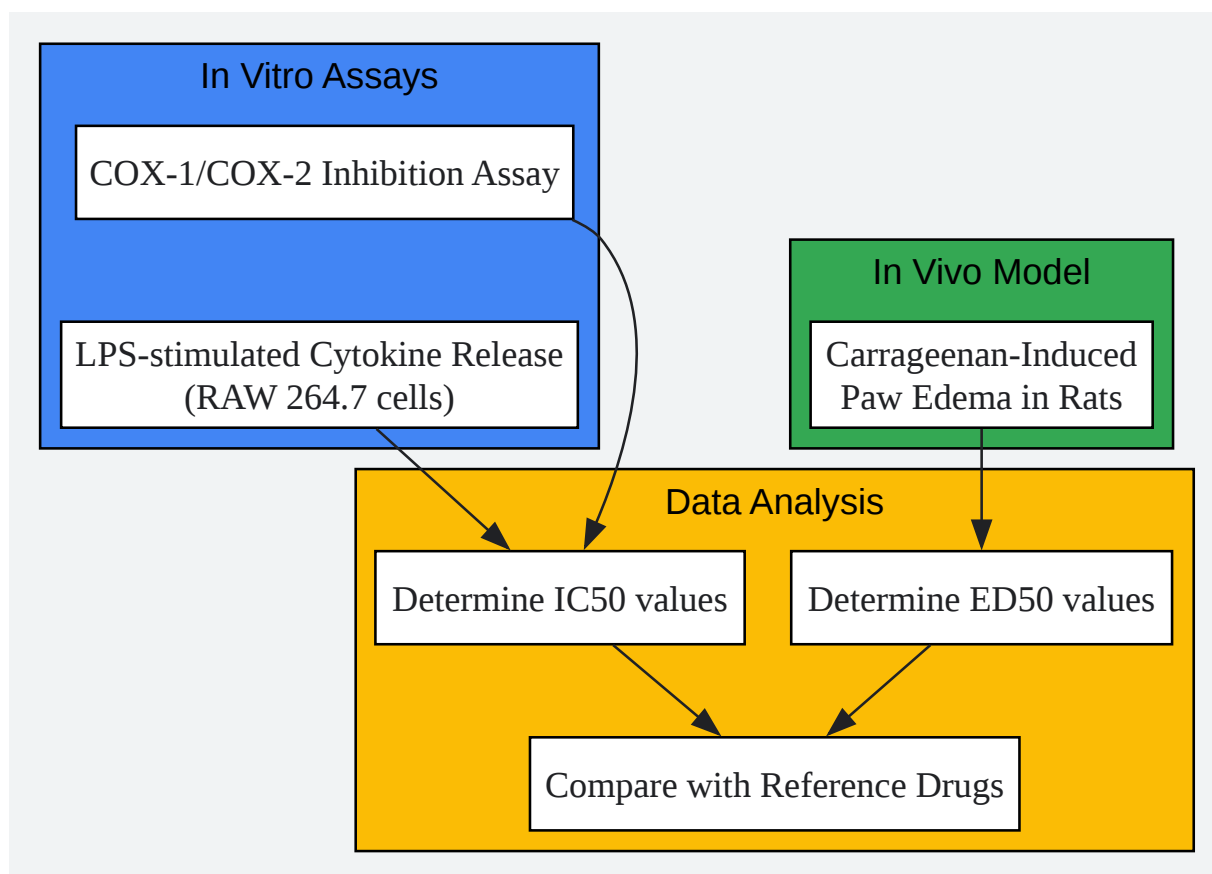 In Vitro Assays
COX-1/COX-2 Inhibition Assay
LPS-stimulated Cytokine Release
(RAW 264.7 cells)
In Vivo Model
Carrageenan-Induced
Paw Edema in Rats
Data Analysis
Determine IC50 values
Determine ED50 values
Compare with Reference Drugs